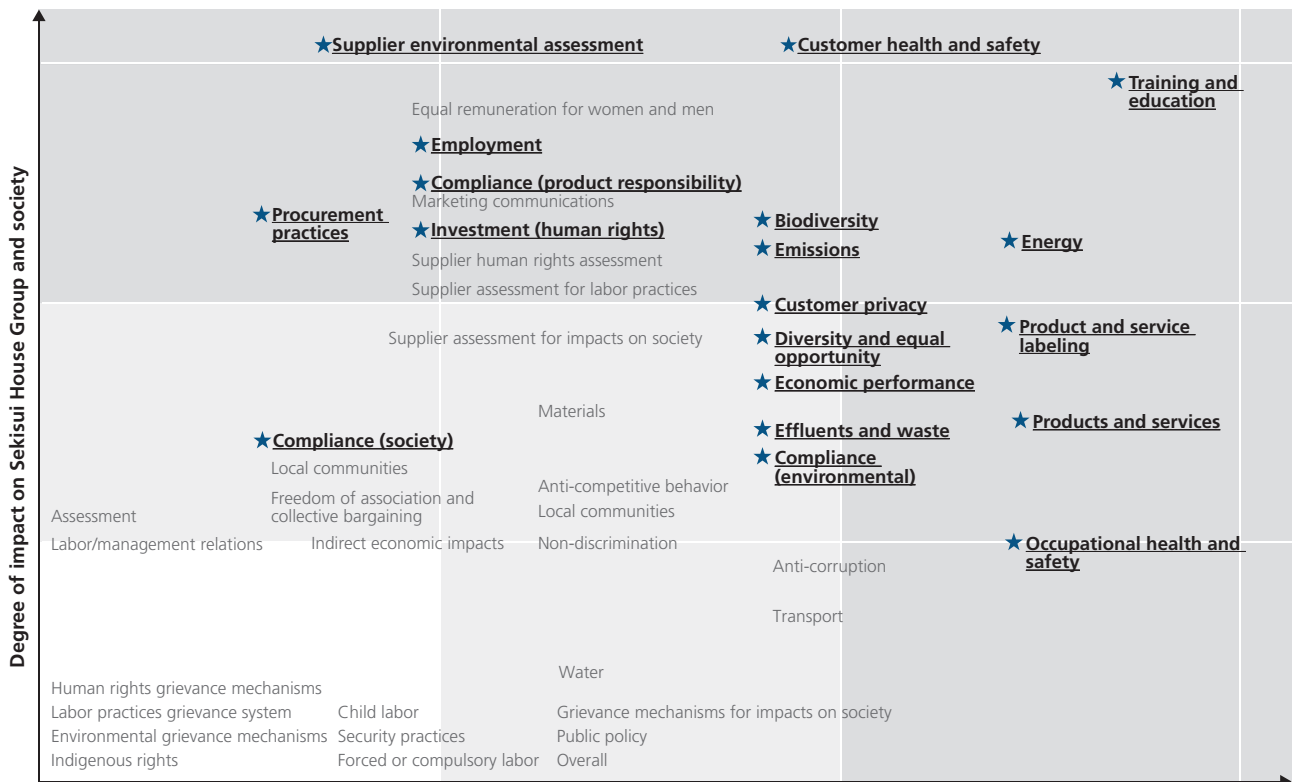 Degree of impact on Sekisui House Group and society
★Supplier environmental assessment
★Customer health and safety
★Training and
education
Equal remuneration for women and men
★Employment
★Compliance (product responsibility)
Marketing communications
★Procurement
practices
★Investment (human rights)
★Biodiversity
★Emissions
★Energy
Supplier human rights assessment
Supplier assessment for labor practices
★Customer privacy
Supplier assessment for impacts on society
★Diversity and equal
opportunity
★Product and service
labeling
★Economic performance
Materials
★Effluents and waste
★Products and services
★Compliance (society)
★Compliance
(environmental)
Local communities
Freedom of association and
collective bargaining
Anti-competitive behavior
Local communities
Assessment
Labor/management relations
Indirect economic impacts
Non-discrimination
★Occupational health and
safety
Anti-corruption
Transport
Water
Human rights grievance mechanisms
Labor practices grievance system
Child labor
Grievance mechanisms for impacts on society
Environmental grievance mechanisms
Security practices
Public policy
Indigenous rights
Forced or compulsory labor
Overall